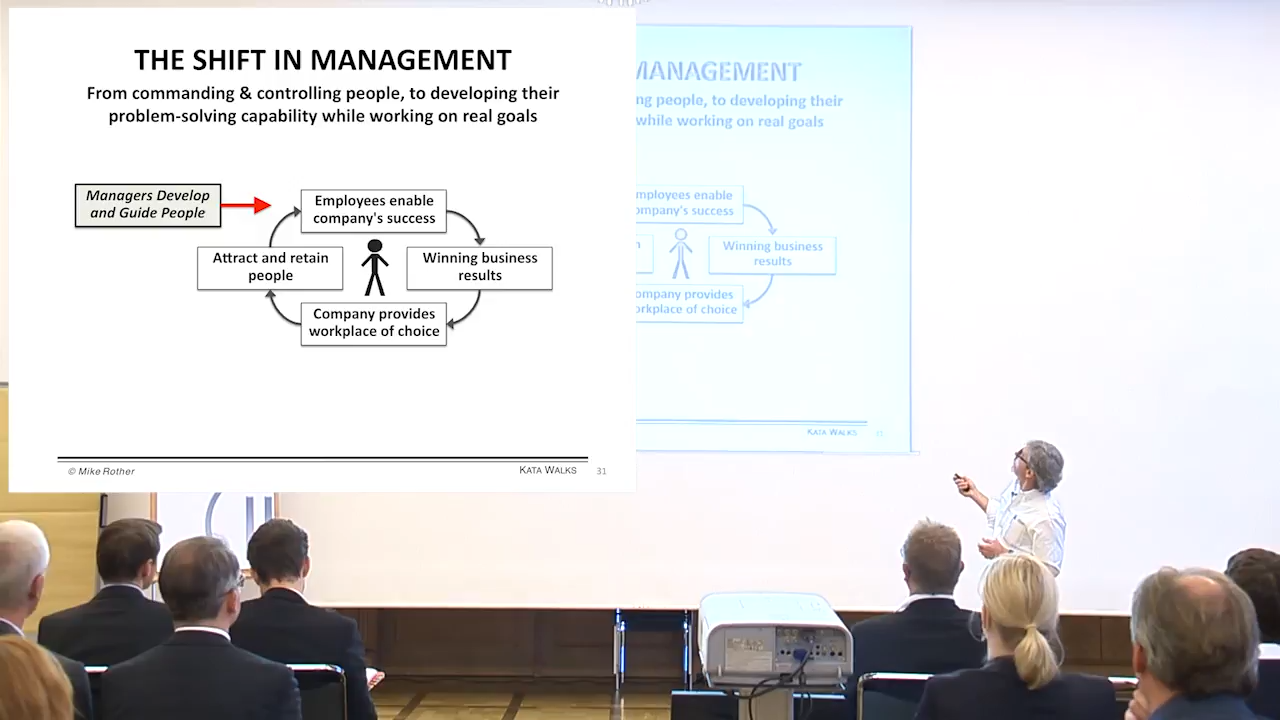 THE SHIFT IN MANAGEMENT
From commanding & controlling people, to developing their
problem-solving capability while working on real goals
Managers Develop
and Guide People
Employees enable
company's success
Attract and retain
people
Winning business
results
Company provides
workplace of choice
© Mike Rother
KATA WALKS
31
MANAGEMENT
ng people, to developing their
while working on real goals
mployees enable
ompany's success
n
Winning business
results
ompany provides
orkplace of choice
KATA WALKS
31